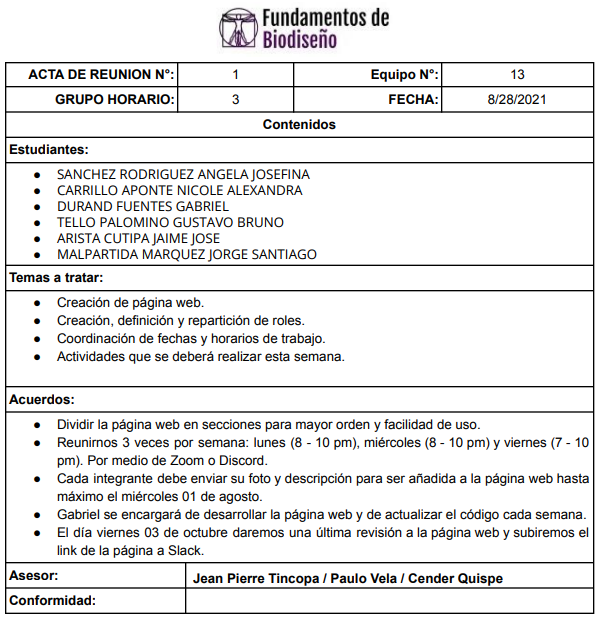 Fundamentos de
Biodiseño
ACTA DE REUNION N°: 1 Equipo N°: 13
GRUPO HORARIO: 3 FECHA: 8/28/2021
Contenidos
Estudiantes:
● SANCHEZ RODRIGUEZ ANGELA JOSEFINA
● CARRILLO APONTE NICOLE ALEXANDRA
● DURAND FUENTES GABRIEL
● TELLO PALOMINO GUSTAVO BRUNO
● ARISTA CUTIPA JAIME JOSE
● MALPARTIDA MARQUEZ JORGE SANTIAGO
Temas a tratar:
● Creación de página web.
● Creación, definición y repartición de roles.
● Coordinación de fechas y horarios de trabajo.
● Actividades que se deberá realizar esta semana.
Acuerdos:
● Dividir la página web en secciones para mayor orden y facilidad de uso.
● Reunirnos 3 veces por semana: lunes (8 - 10 pm), miércoles (8 - 10 pm) y viernes (7 - 10
pm). Por medio de Zoom o Discord.
● Cada integrante debe enviar su foto y descripción para ser añadida a la página web hasta
máximo el miércoles 01 de agosto.
● Gabriel se encargará de desarrollar la página web y de actualizar el código cada semana.
● El día viernes 03 de octubre daremos una última revisión a la página web y subiremos el
link de la página a Slack.
Asesor: Jean Pierre Tincopa / Paulo Vela / Cender Quispe
Conformidad: